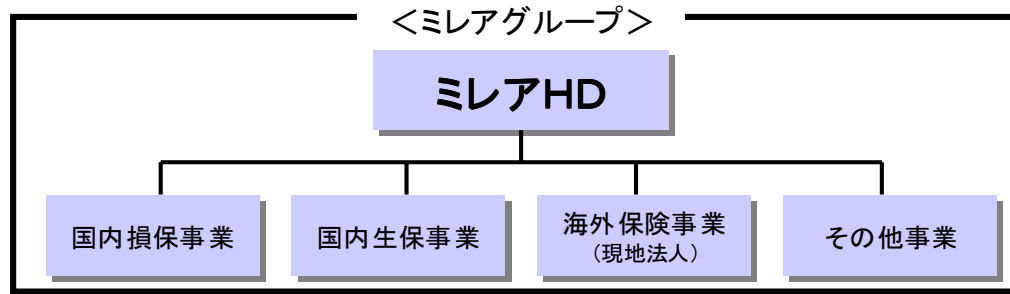 ＜ミレアグループ＞
ミレアHD
国内損保事業
国内生保事業
海外保険事業
（現地法人）
その他事業